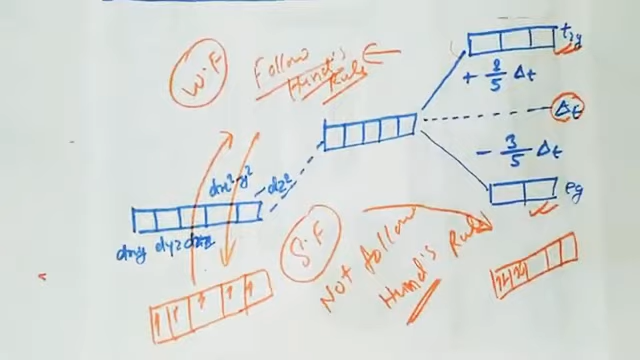 W.F
Follow
Hund's
Rule
t₂g
+ 2/5 Δt
Δt
- 3/5 Δt
eg
dx²-y²
dz²
dxy dyz dxz
S.F
Not follow
Hund's Rule